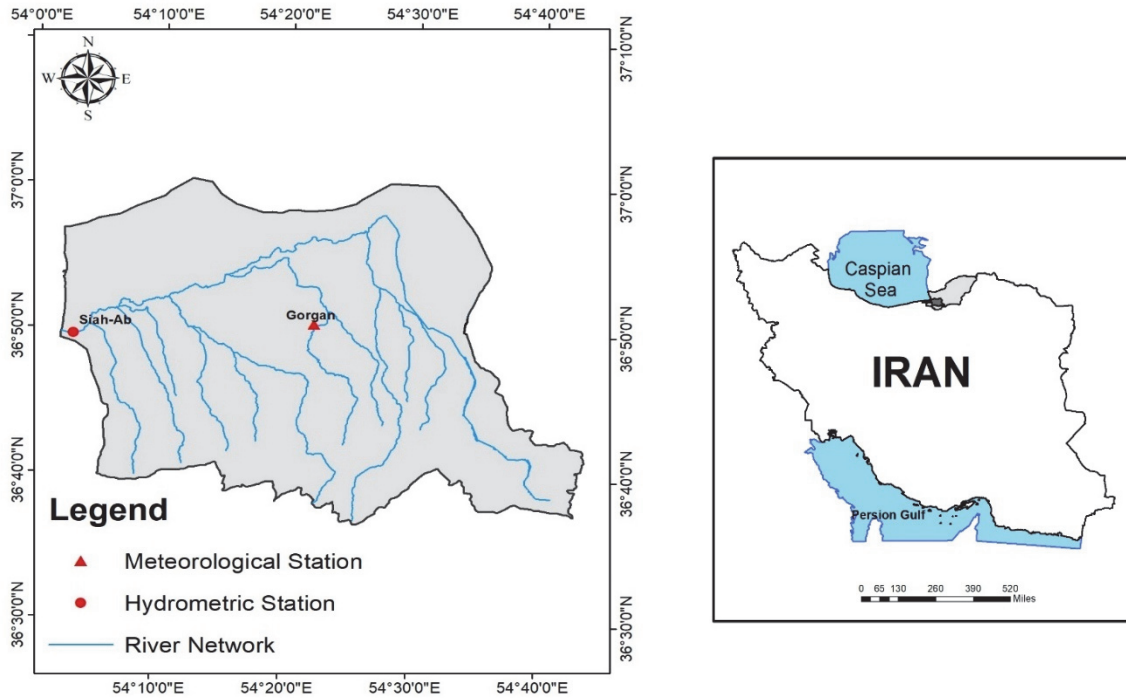 54°0'0"E 54°10'0"E 54°20'0"E 54°30'0"E 54°40'0"E
N
W E
S
37°10'0"N
37°0'0"N
37°0'0"N
36°50'0"N
36°50'0"N
36°40'0"N
36°40'0"N
36°30'0"N
36°30'0"N
Siah-Ab
Gorgan
Legend
Meteorological Station
Hydrometric Station
River Network
54°10'0"E 54°20'0"E 54°30'0"E 54°40'0"E
Caspian
Sea
IRAN
Persion Gulf
0 65 130 260 390 520
Miles